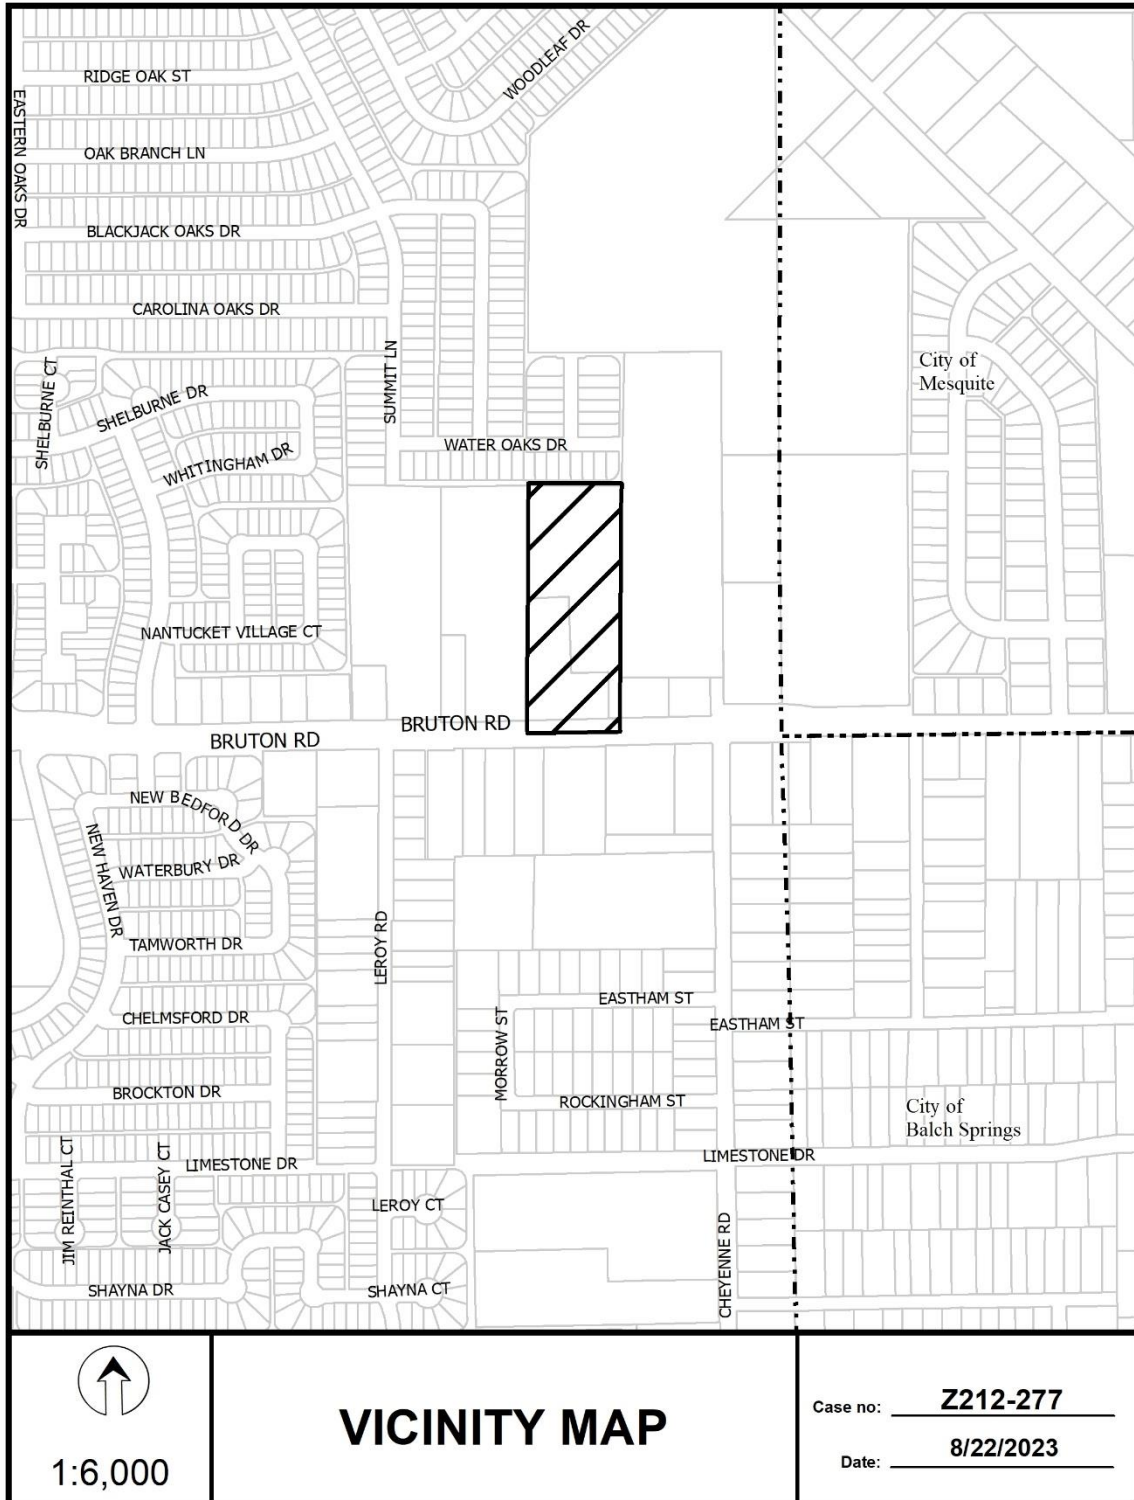 WOODLEAF DR
RIDGE OAK ST
EASTERN OAKS DR
OAK BRANCH LN
BLACKJACK OAKS DR
CAROLINA OAKS DR
SHELBURNE CT
SHELBURNE DR
SUMMIT LN
City of
Mesquite
WATER OAKS DR
WHITINGHAM DR
NANTUCKET VILLAGE CT
BRUTON RD
BRUTON RD
NEW BEDFORD DR
NEW HAVEN DR
WATERBURY DR
TAMWORTH DR
LEROY RD
CHELMSFORD DR
EASTHAM ST
EASTHAM ST
MORROW ST
BROCKTON DR
ROCKINGHAM ST
City of
Balch Springs
JIM REINTHAL CT
JACK CASEY CT
LIMESTONE DR
LIMESTONE DR
LEROY CT
CHEYENNE RD
SHAYNA DR
SHAYNA CT
1:6,000
VICINITY MAP
Case no: Z212-277
Date: 8/22/2023